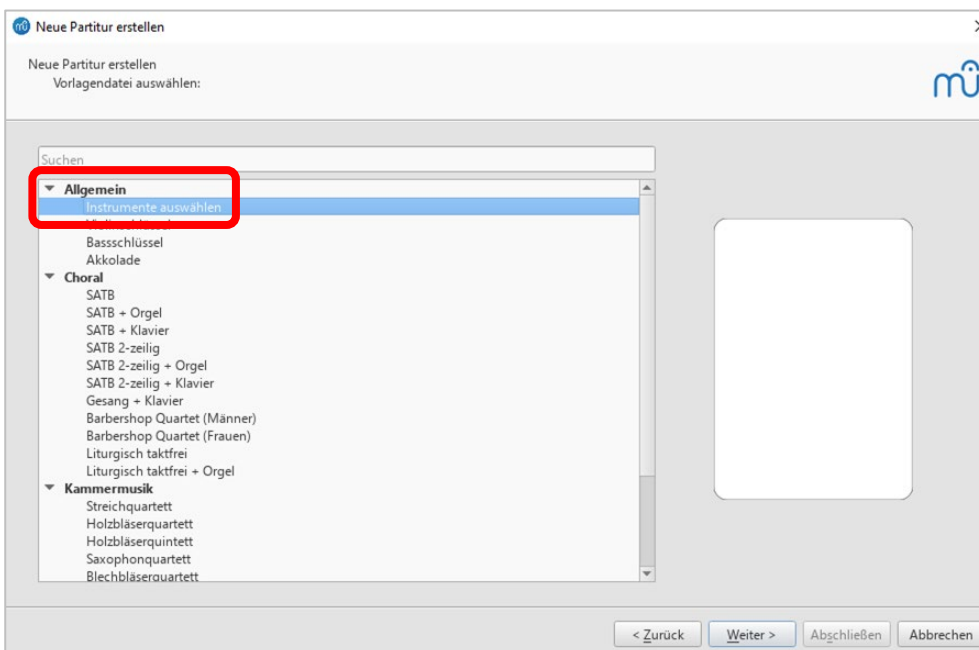 Neue Partitur erstellen
Neue Partitur erstellen
Vorlagendatei auswählen:
Suchen
Allgemein
Instrumente auswählen
Violinschlüssel
Bassschlüssel
Akkolade
Choral
SATB
SATB + Orgel
SATB + Klavier
SATB 2-zeilig
SATB 2-zeilig + Orgel
SATB 2-zeilig + Klavier
Gesang + Klavier
Barbershop Quartet (Männer)
Barbershop Quartet (Frauen)
Liturgisch taktfrei
Liturgisch taktfrei + Orgel
Kammermusik
Streichquartett
Holzbläserquartett
Holzbläserquintett
Saxophonquartett
Blechbläserquartett
< Zurück Weiter > Abschließen Abbrechen